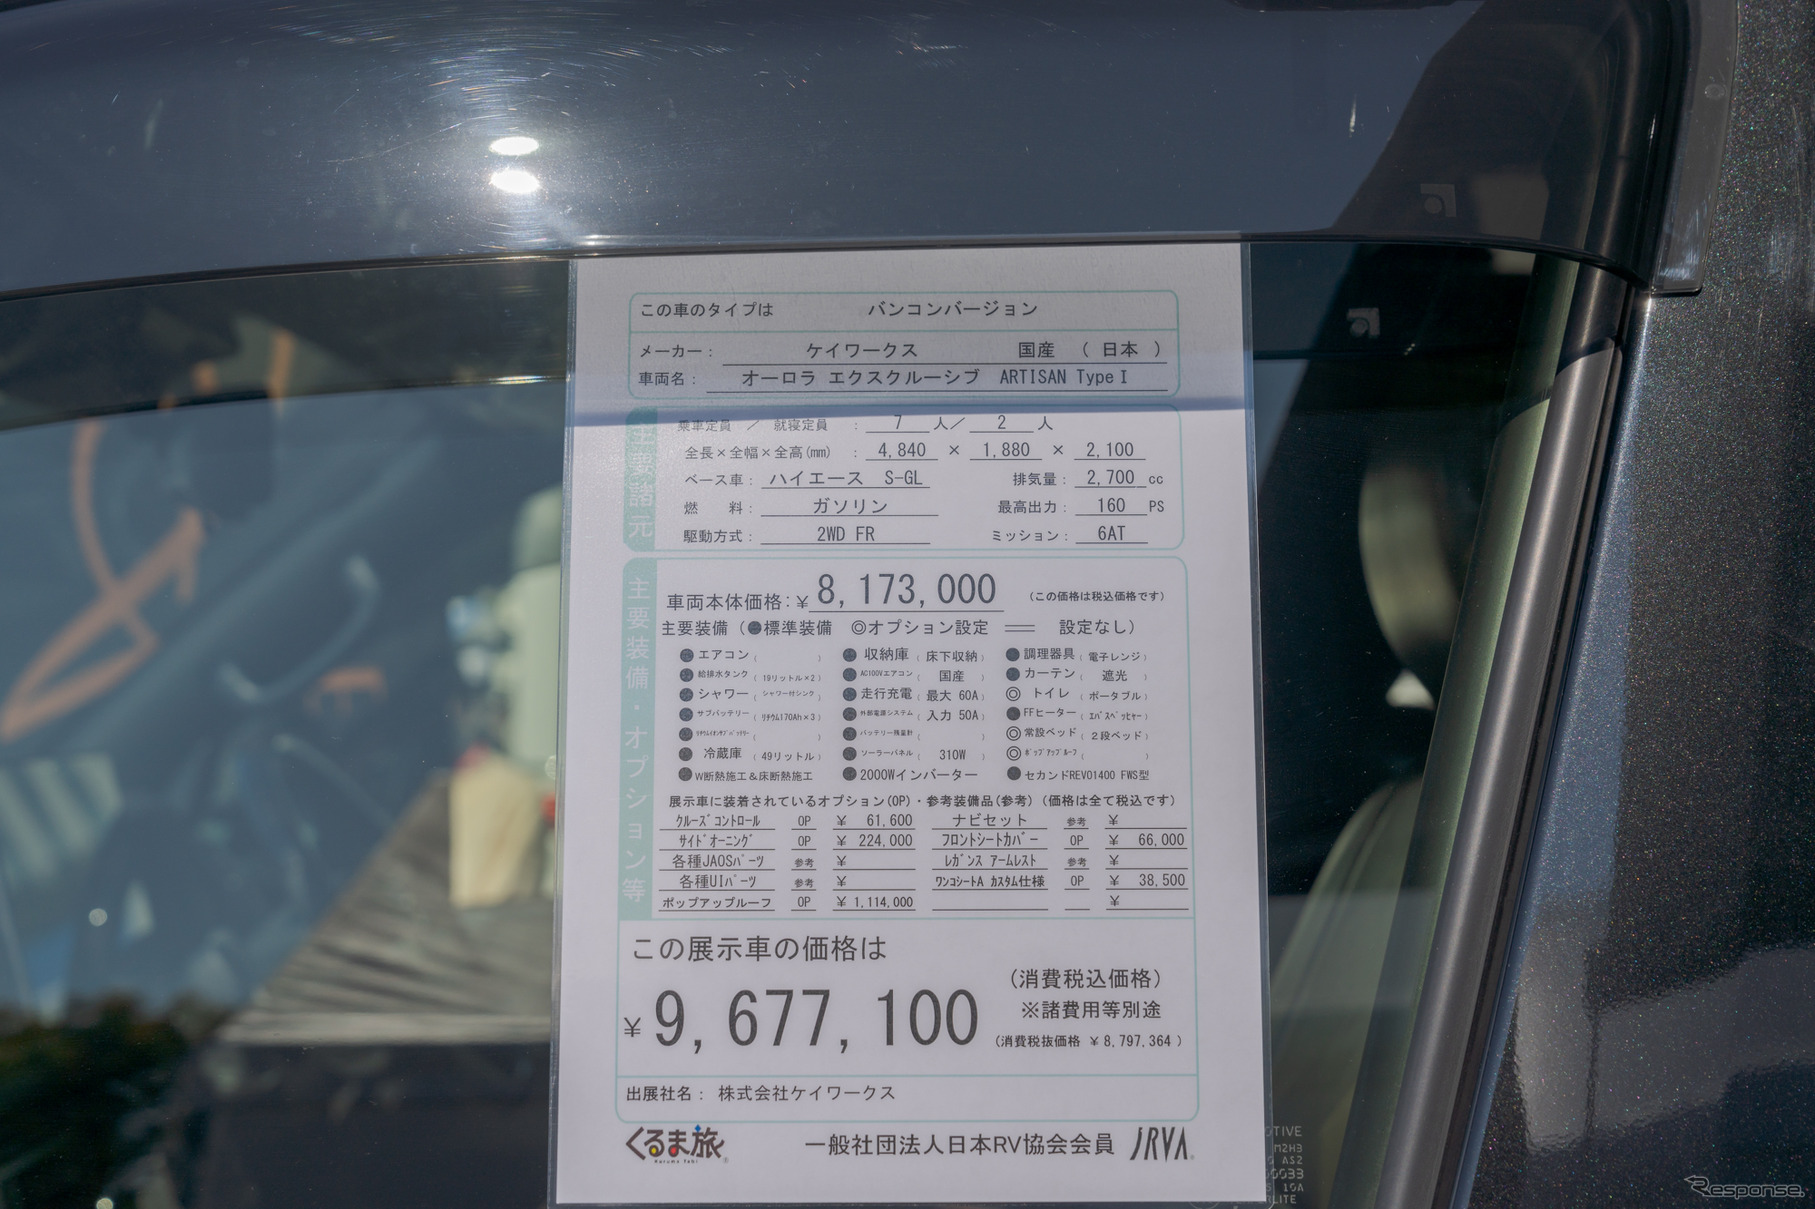 この車のタイプは バンコンバージョン
メーカー： ケイワークス 国産 （ 日本 ）
車両名： オーロラ エクスクルーシブ ARTISAN Type I
主要諸元
乗車定員 ／ 就寝定員 ： 7 人／ 2 人
全長×全幅×全高(mm) ： 4,840 × 1,880 × 2,100
ベース車： ハイエース S-GL 排気量： 2,700 cc
燃 料： ガソリン 最高出力： 160 PS
駆動方式： 2WD FR ミッション： 6AT
主要装備・オプション等
車両本体価格：￥ 8,173,000 （この価格は税込価格です）
主要装備（●標準装備 ◎オプション設定 ＝ 設定なし）
● エアコン （ ） ● 収納庫 （ 床下収納 ） ● 調理器具 （ 電子レンジ ）
● 給排水タンク （ 19リットル×2 ） ● AC100Vエアコン （ 国産 ） ● カーテン （ 遮光 ）
● シャワー （ シャワー付シンク ） ● 走行充電 （ 最大 60A ） ◎ トイレ （ ポータブル ）
● サブバッテリー （ ﾘﾁｳﾑ170Ah×3 ） ● 外部電源システム （ 入力 50A ） ● FFヒーター （ ｴﾊﾞｽﾍﾟｯﾋｬｰ ）
● ﾘﾁｳﾑｲｵﾝｻﾌﾞﾊﾞｯﾃﾘｰ （ ） ● バッテリー残量計 （ ） ◎ 常設ベッド （ 2段ベッド ）
● 冷蔵庫 （ 49リットル ） ● ソーラーパネル （ 310W ） ◎ ﾎﾟｯﾌﾟｱｯﾌﾟﾙｰﾌ （ ）
● W断熱施工＆床断熱施工 ● 2000Wインバーター ● セカンドREVO1400 FWS型
展示車に装着されているオプション(OP)・参考装備品(参考)（価格は全て税込です）
ｸﾙｰｽﾞｺﾝﾄﾛｰﾙ OP ￥ 61,600 ナビセット 参考 ￥
ｻｲﾄﾞｵｰﾆﾝｸﾞ OP ￥ 224,000 ﾌﾛﾝﾄｼｰﾄｶﾊﾞｰ OP ￥ 66,000
各種JAOSﾊﾟｰﾂ 参考 ￥ ﾚｶﾞﾝｽ ｱｰﾑﾚｽﾄ 参考 ￥
各種UIﾊﾟｰﾂ 参考 ￥ ﾜﾝｺｼｰﾄA ｶｽﾀﾑ仕様 OP ￥ 38,500
ポップアップルーフ OP ￥ 1,114,000 ￥
この展示車の価格は
￥ 9,677,100 （消費税込価格）
※諸費用等別途
（消費税抜価格 ￥8,797,364 ）
出展社名： 株式会社ケイワークス
くるま旅 Kuruma Tabi 一般社団法人日本RV協会会員 JRVA
Response.